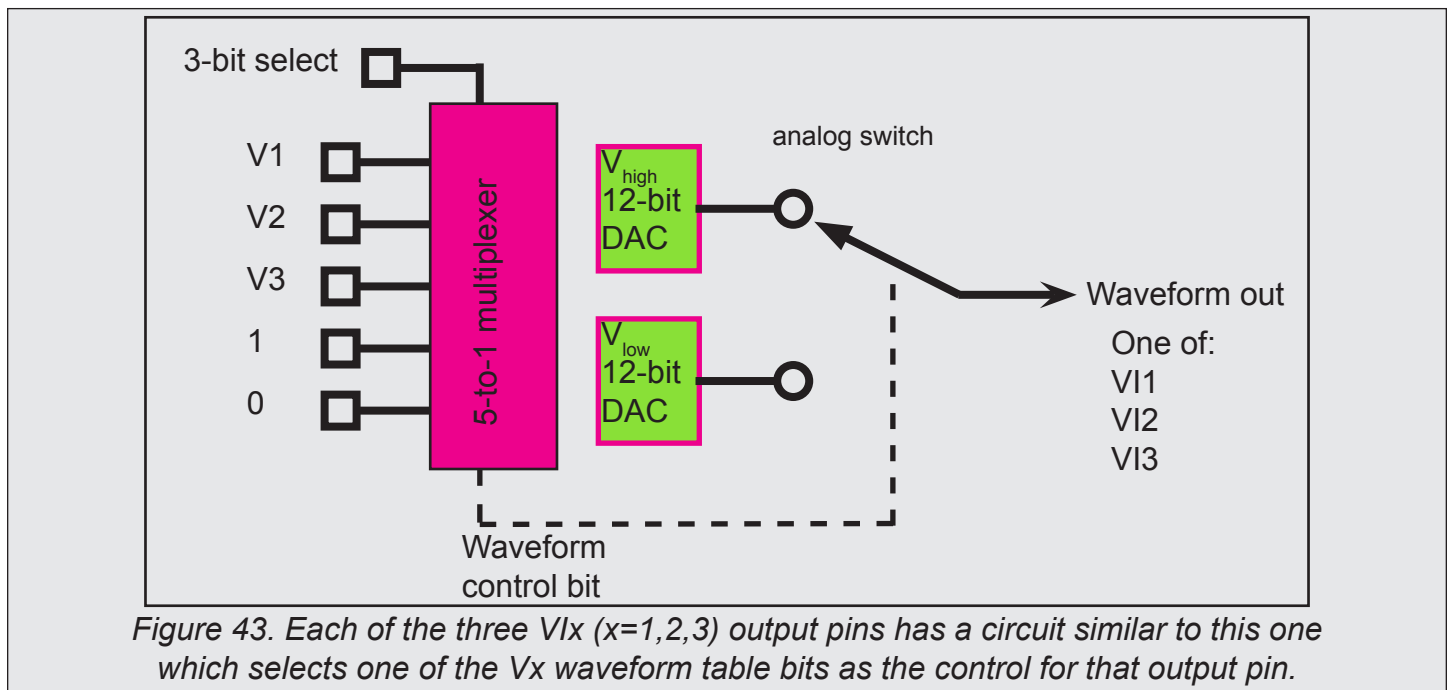 3-bit select
V1
V2
V3
1
0
5-to-1 multiplexer
Vhigh
12-bit
DAC
Vlow
12-bit
DAC
analog switch
Waveform out
One of:
VI1
VI2
VI3
Waveform
control bit
Figure 43. Each of the three VIx (x=1,2,3) output pins has a circuit similar to this one
which selects one of the Vx waveform table bits as the control for that output pin.